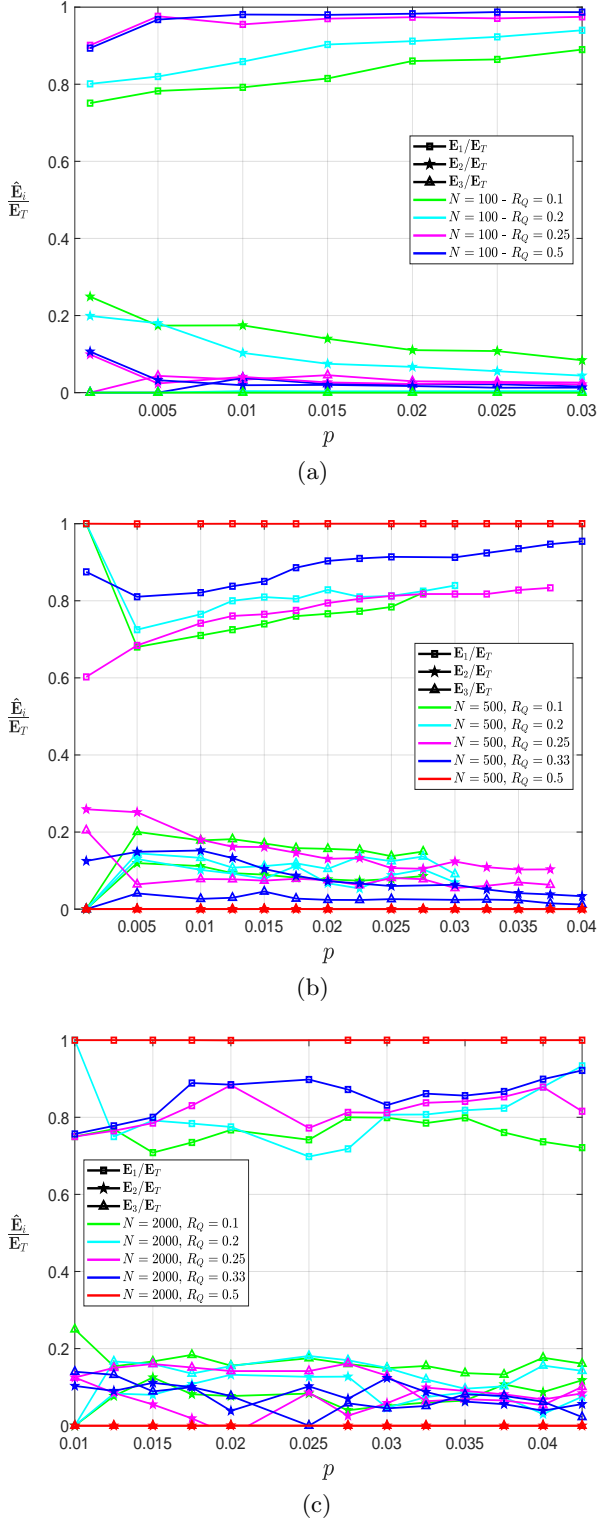 1
0.8
0.6
0.4
0.2
0
Ê_i
E_T
E_1/E_T
E_2/E_T
E_3/E_T
N = 100 - R_Q = 0.1
N = 100 - R_Q = 0.2
N = 100 - R_Q = 0.25
N = 100 - R_Q = 0.5
0.005 0.01 0.015 0.02 0.025 0.03
p
(a)
1
0.8
0.6
0.4
0.2
0
Ê_i
E_T
E_1/E_T
E_2/E_T
E_3/E_T
N = 500, R_Q = 0.1
N = 500, R_Q = 0.2
N = 500, R_Q = 0.25
N = 500, R_Q = 0.33
N = 500, R_Q = 0.5
0.005 0.01 0.015 0.02 0.025 0.03 0.035 0.04
p
(b)
1
0.8
0.6
0.4
0.2
0
Ê_i
E_T
E_1/E_T
E_2/E_T
E_3/E_T
N = 2000, R_Q = 0.1
N = 2000, R_Q = 0.2
N = 2000, R_Q = 0.25
N = 2000, R_Q = 0.33
N = 2000, R_Q = 0.5
0.01 0.015 0.02 0.025 0.03 0.035 0.04
p
(c)